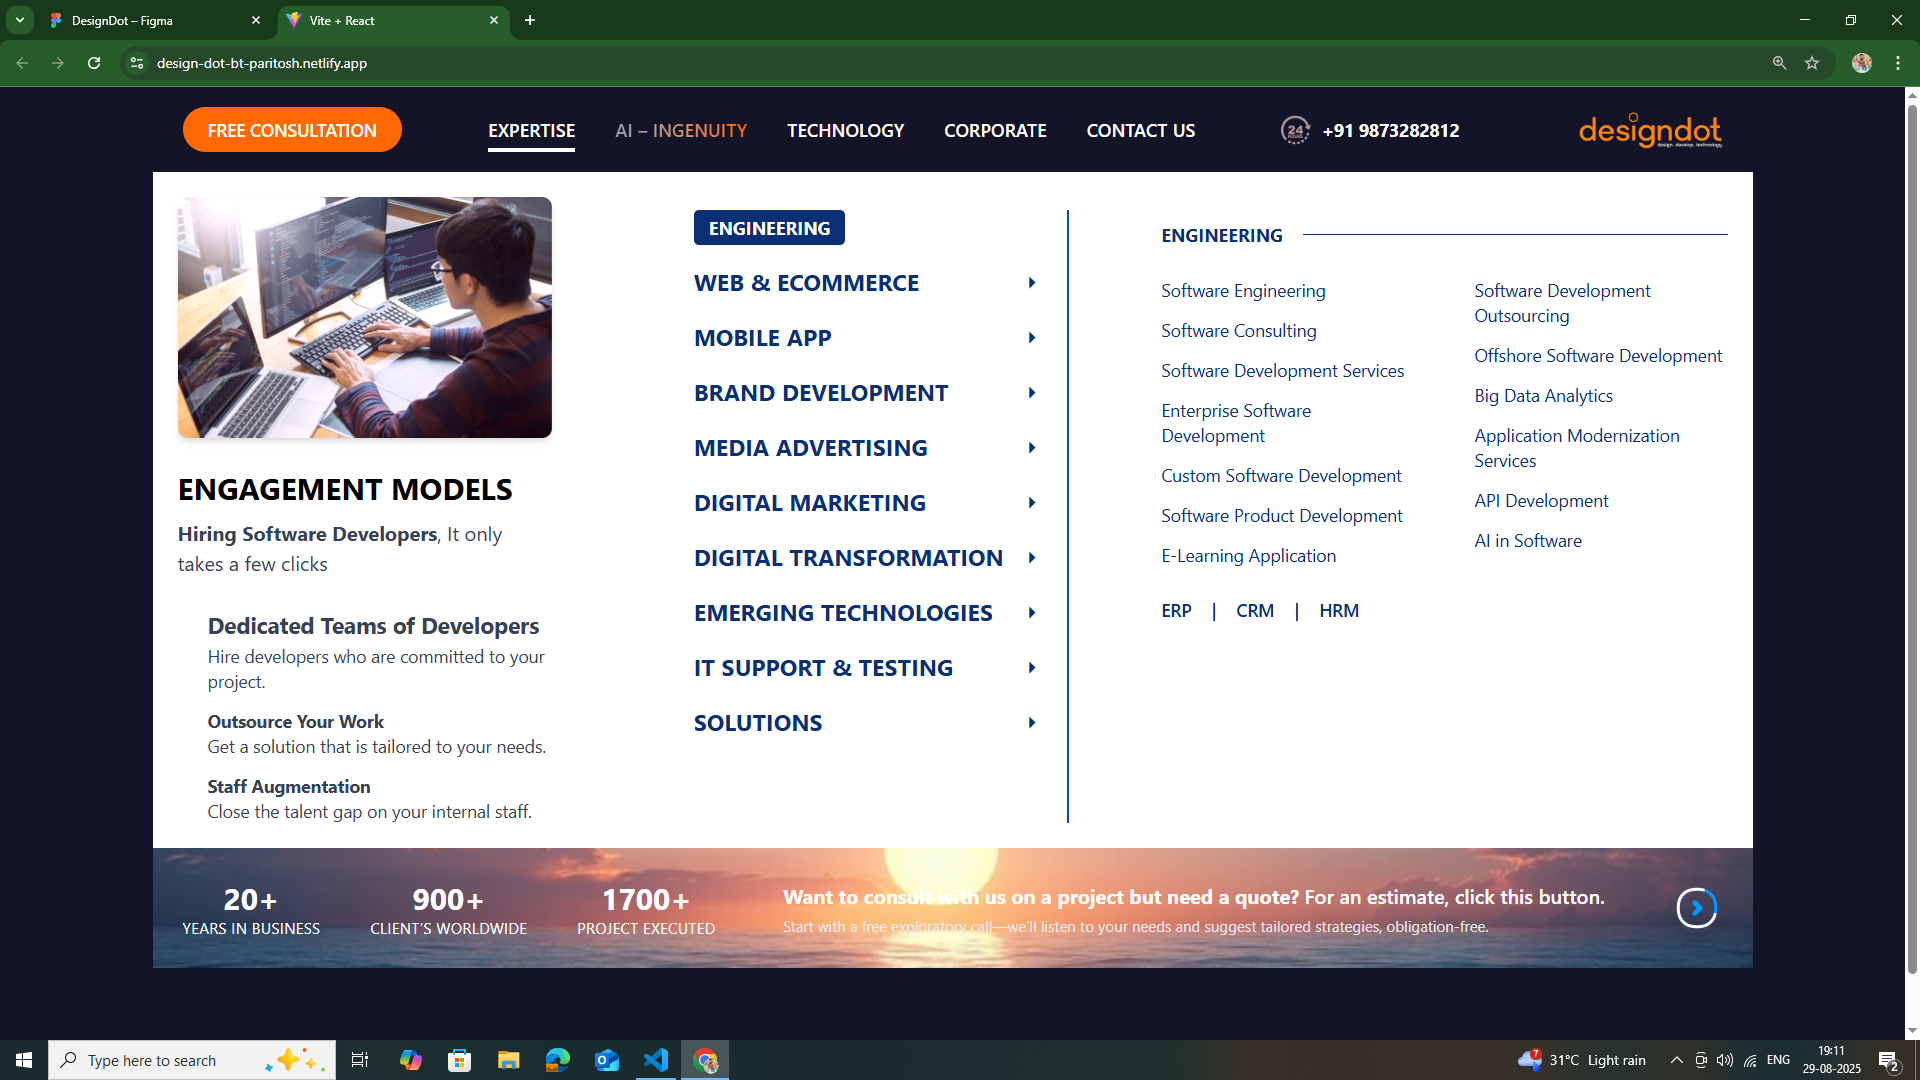 DesignDot – Figma
Vite + React
design-dot-bt-paritosh.netlify.app
FREE CONSULTATION
EXPERTISE
AI – INGENUITY
TECHNOLOGY
CORPORATE
CONTACT US
24
HOURS
+91 9873282812
designdot
design. develop. technology
ENGAGEMENT MODELS
Hiring Software Developers, It only
takes a few clicks
Dedicated Teams of Developers
Hire developers who are committed to your
project.
Outsource Your Work
Get a solution that is tailored to your needs.
Staff Augmentation
Close the talent gap on your internal staff.
ENGINEERING
WEB & ECOMMERCE
MOBILE APP
BRAND DEVELOPMENT
MEDIA ADVERTISING
DIGITAL MARKETING
DIGITAL TRANSFORMATION
EMERGING TECHNOLOGIES
IT SUPPORT & TESTING
SOLUTIONS
ENGINEERING
Software Engineering
Software Consulting
Software Development Services
Enterprise Software
Development
Custom Software Development
Software Product Development
E-Learning Application
Software Development
Outsourcing
Offshore Software Development
Big Data Analytics
Application Modernization
Services
API Development
AI in Software
ERP | CRM | HRM
20+
YEARS IN BUSINESS
900+
CLIENT’S WORLDWIDE
1700+
PROJECT EXECUTED
Want to consult with us on a project but need a quote? For an estimate, click this button.
Start with a free exploratory call—we'll listen to your needs and suggest tailored strategies, obligation-free.
Type here to search
7
31°C Light rain
ENG
19:11
29-08-2025
2